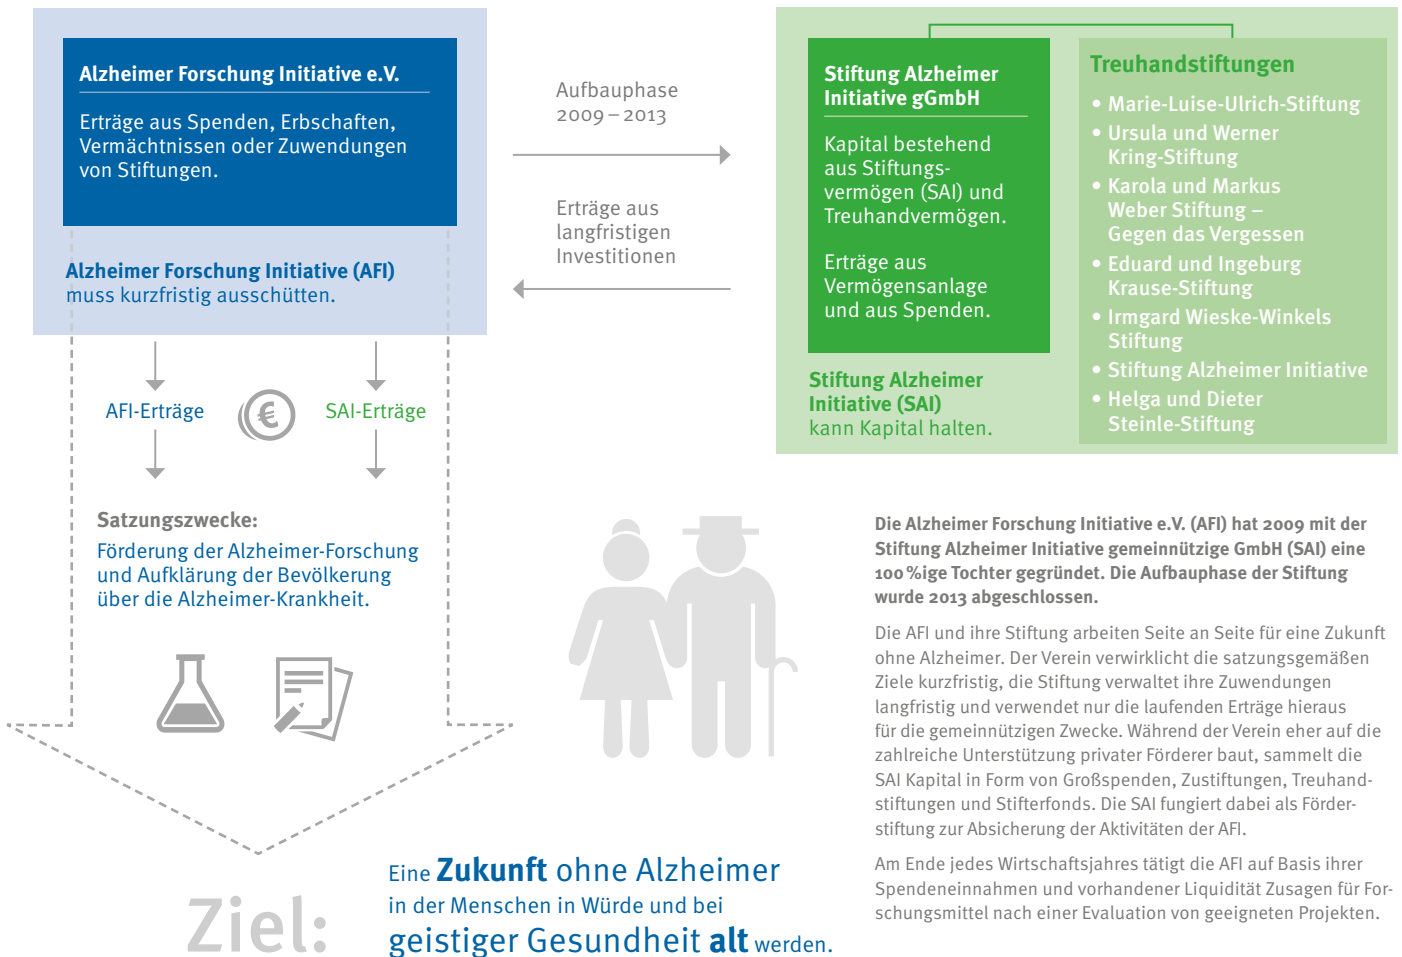 Alzheimer Forschung Initiative e.V.
Erträge aus Spenden, Erbschaften,
Vermächtnissen oder Zuwendungen
von Stiftungen.
Alzheimer Forschung Initiative (AFI)
muss kurzfristig ausschütten.
Aufbauphase
2009 – 2013
Erträge aus
langfristigen
Investitionen
Stiftung Alzheimer
Initiative gGmbH
Kapital bestehend
aus Stiftungs-
vermögen (SAI) und
Treuhandvermögen.
Erträge aus
Vermögensanlage
und aus Spenden.
Stiftung Alzheimer
Initiative (SAI)
kann Kapital halten.
Treuhandstiftungen
• Marie-Luise-Ulrich-Stiftung
• Ursula und Werner
Kring-Stiftung
• Karola und Markus
Weber Stiftung –
Gegen das Vergessen
• Eduard und Ingeburg
Krause-Stiftung
• Irmgard Wieske-Winkels
Stiftung
• Stiftung Alzheimer Initiative
• Helga und Dieter
Steinle-Stiftung
AFI-Erträge
€
SAI-Erträge
Satzungszwecke:
Förderung der Alzheimer-Forschung
und Aufklärung der Bevölkerung
über die Alzheimer-Krankheit.
Die Alzheimer Forschung Initiative e.V. (AFI) hat 2009 mit der
Stiftung Alzheimer Initiative gemeinnützige GmbH (SAI) eine
100 %ige Tochter gegründet. Die Aufbauphase der Stiftung
wurde 2013 abgeschlossen.
Die AFI und ihre Stiftung arbeiten Seite an Seite für eine Zukunft
ohne Alzheimer. Der Verein verwirklicht die satzungsgemäßen
Ziele kurzfristig, die Stiftung verwaltet ihre Zuwendungen
langfristig und verwendet nur die laufenden Erträge hieraus
für die gemeinnützigen Zwecke. Während der Verein eher auf die
zahlreiche Unterstützung privater Förderer baut, sammelt die
SAI Kapital in Form von Großspenden, Zustiftungen, Treuhand-
stiftungen und Stifterfonds. Die SAI fungiert dabei als Förder-
stiftung zur Absicherung der Aktivitäten der AFI.
Am Ende jedes Wirtschaftsjahres tätigt die AFI auf Basis ihrer
Spendeneinnahmen und vorhandener Liquidität Zusagen für For-
schungsmittel nach einer Evaluation von geeigneten Projekten.
Ziel:
Eine Zukunft ohne Alzheimer
in der Menschen in Würde und bei
geistiger Gesundheit alt werden.